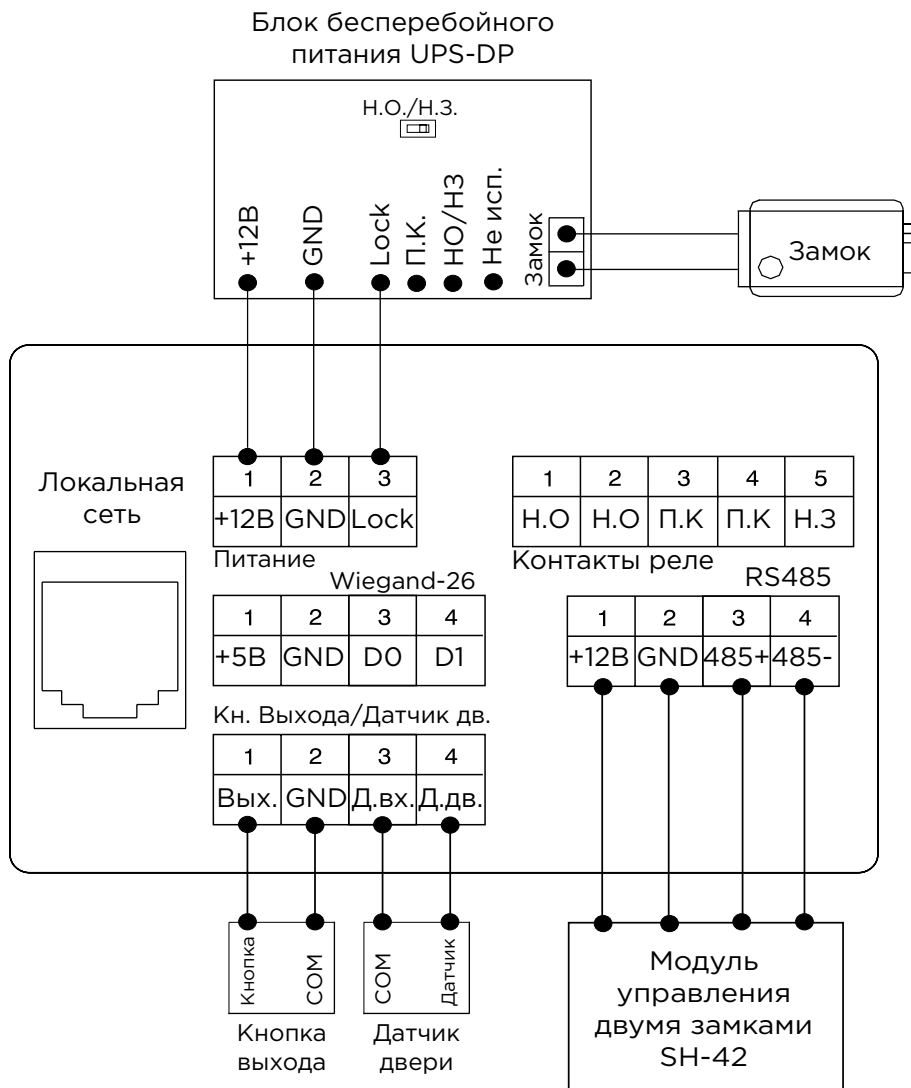 Блок бесперебойного
питания UPS-DP
Н.О./Н.З.
+12В
GND
Lock
П.К.
НО/НЗ
Не исп.
Замок
Замок
Локальная
сеть
1 2 3
+12В GND Lock
Питание
1 2 3 4 5
Н.О Н.О П.К П.К Н.З
Контакты реле
Wiegand-26
1 2 3 4
+5В GND D0 D1
RS485
1 2 3 4
+12В GND 485+ 485-
Кн. Выхода/Датчик дв.
1 2 3 4
Вых. GND Д.вх. Д.дв.
Кнопка
COM
COM
Датчик
Кнопка
выхода
Датчик
двери
Модуль
управления
двумя замками
SH-42